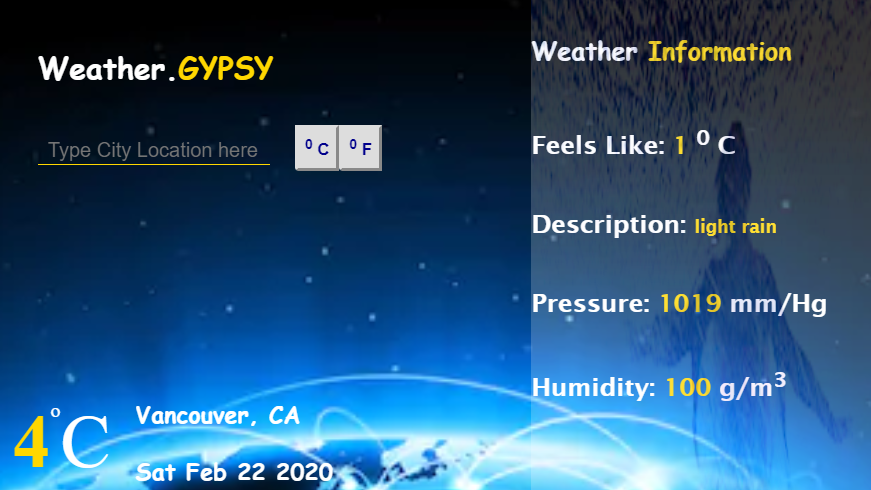 Weather.GYPSY
Type City Location here
⁰ C ⁰ F
4°C
Vancouver, CA
Sat Feb 22 2020
Weather Information
Feels Like: 1 ⁰ C
Description: light rain
Pressure: 1019 mm/Hg
Humidity: 100 g/m³